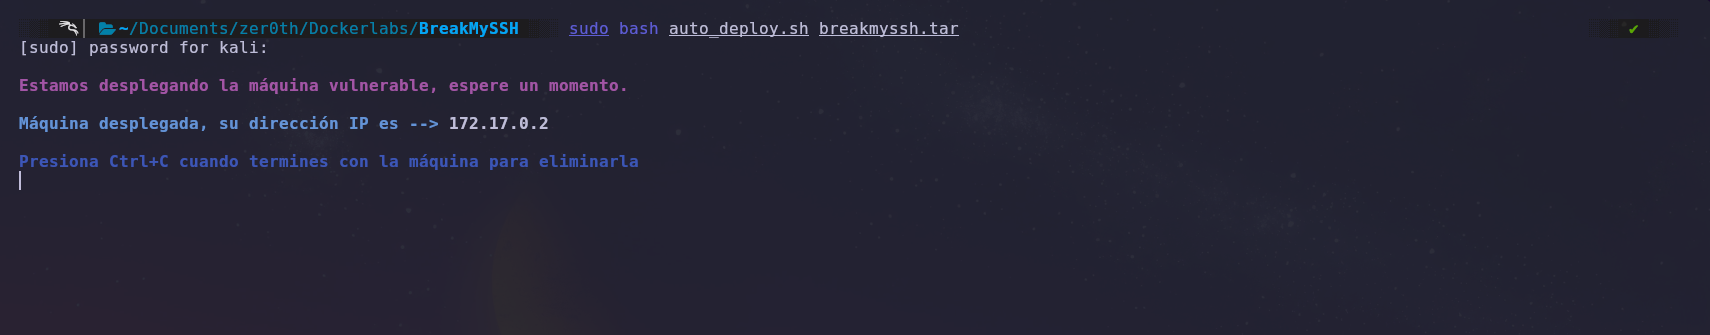 ~/Documents/zer0th/Dockerlabs/BreakMySSH sudo bash auto_deploy.sh breakmyssh.tar ✔
[sudo] password for kali:
Estamos desplegando la máquina vulnerable, espere un momento.
Máquina desplegada, su dirección IP es --> 172.17.0.2
Presiona Ctrl+C cuando termines con la máquina para eliminarla